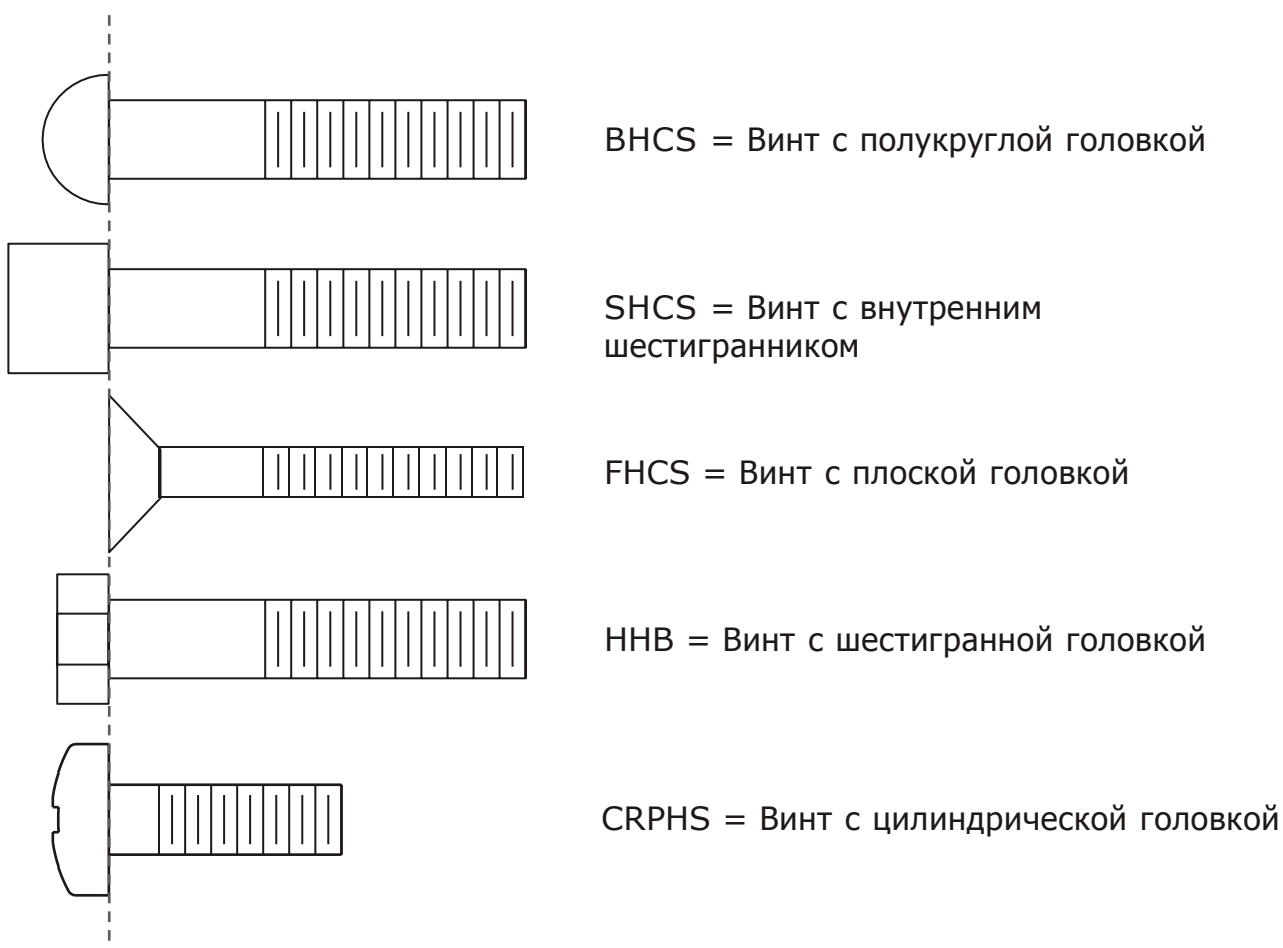 BHCS = Винт с полукруглой головкой
SHCS = Винт с внутренним
шестигранником
FHCS = Винт с плоской головкой
HHB = Винт с шестигранной головкой
CRPHS = Винт с цилиндрической головкой